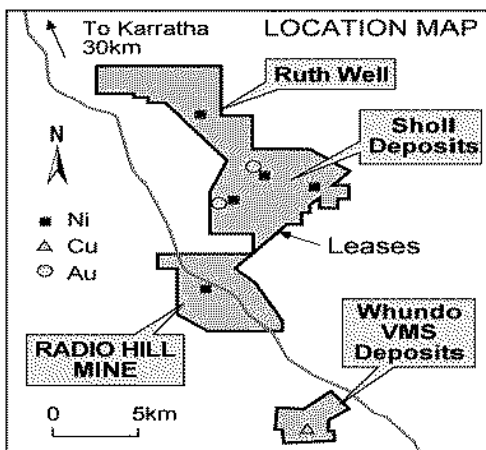 To Karratha
30km
LOCATION MAP
Ruth Well
Sholl
Deposits
N
Ni
Cu
Au
Leases
Whundo
VMS
Deposits
RADIO HILL
MINE
0 5km